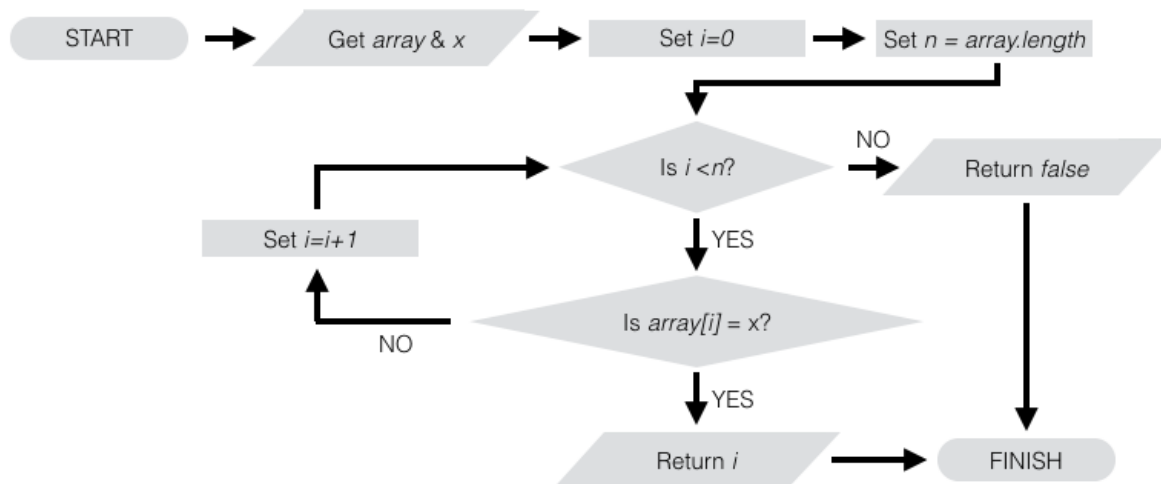 START
Get array & x
Set i=0
Set n = array.length
Is i <n?
NO
Return false
Set i=i+1
YES
Is array[i] = x?
NO
YES
Return i
FINISH